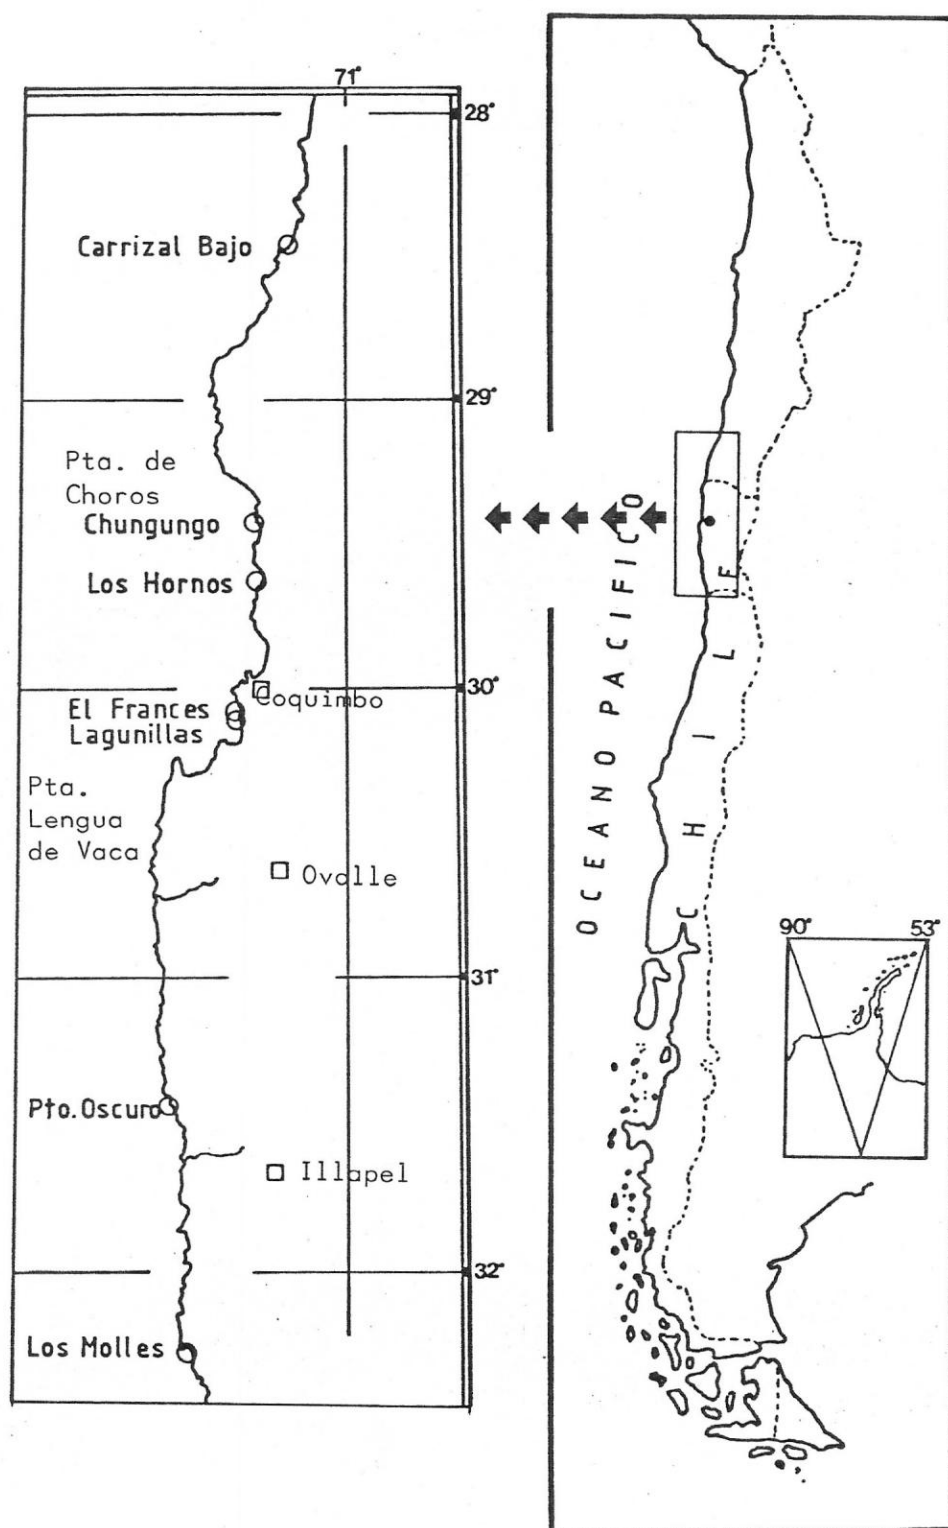 71°
28°
Carrizal Bajo
29°
Pta. de
Choros
Chungungo
Los Hornos
30°
Coquimbo
El Frances
Lagunillas
Pta.
Lengua
de Vaca
Ovalle
31°
Pto. Oscuro
Illapel
32°
Los Molles
OCEANO PACIFICO
CHILE
90°
53°